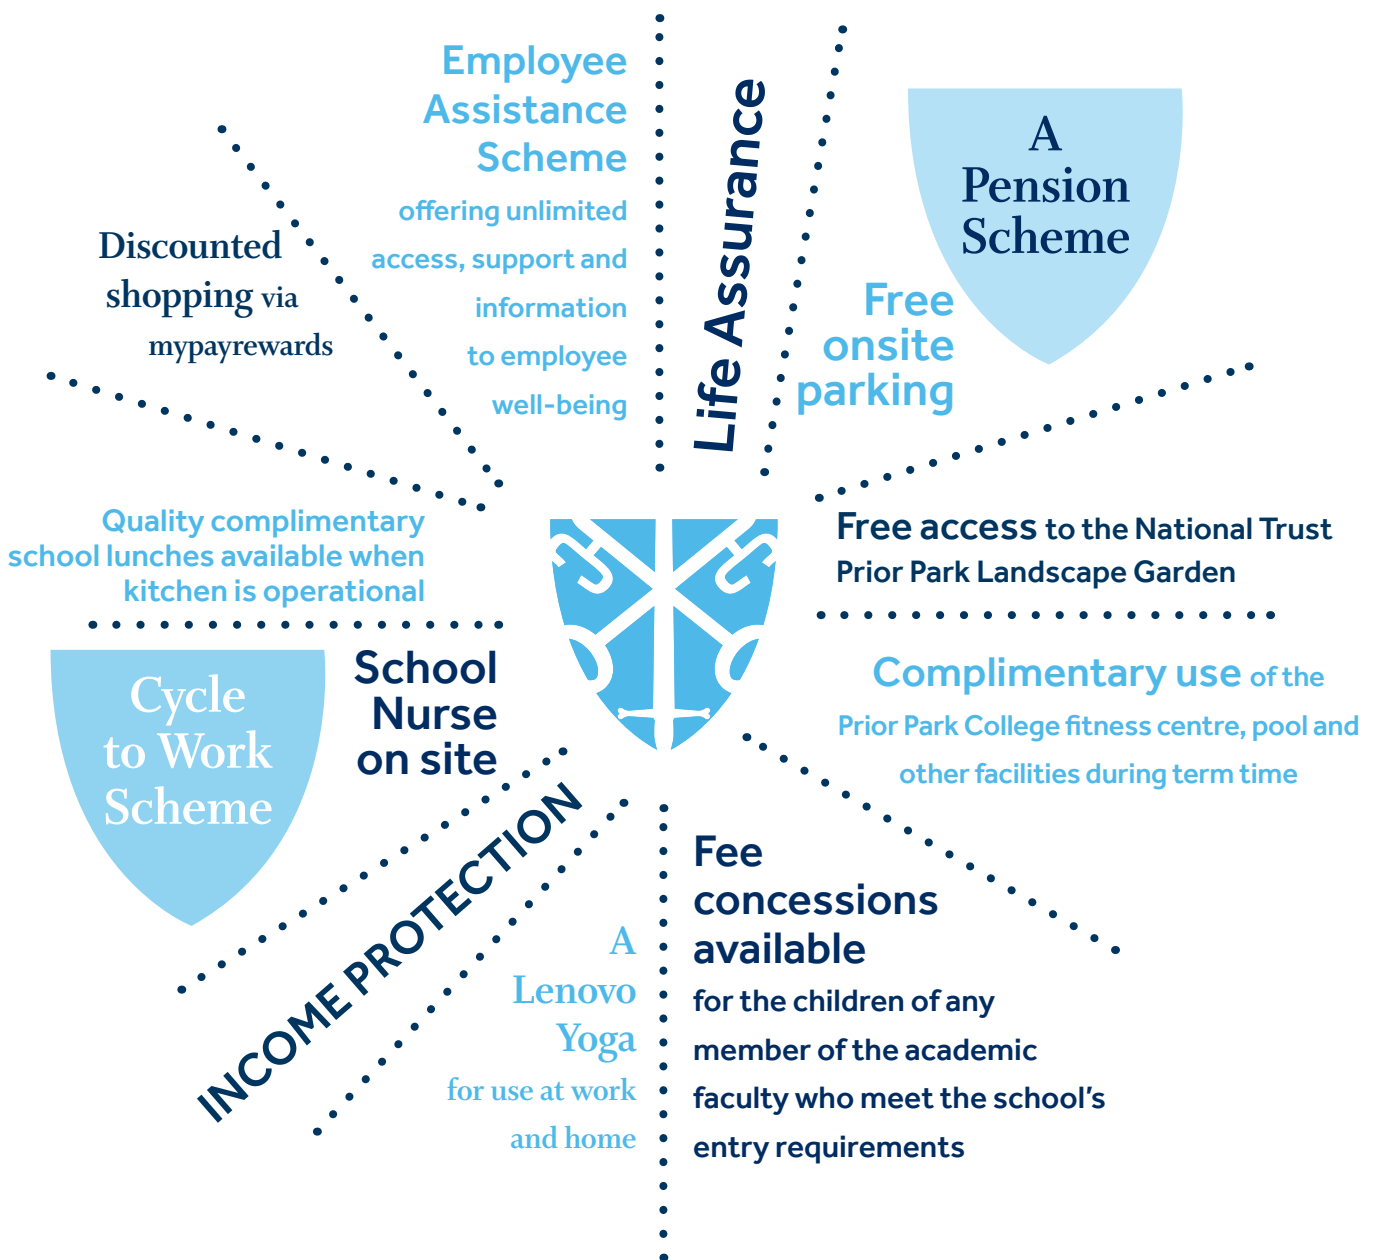 Employee
Assistance
Scheme
offering unlimited
access, support and
information
to employee
well-being
Life Assurance
A
Pension
Scheme
Free
onsite
parking
Discounted
shopping via
mypayrewards
Quality complimentary
school lunches available when
kitchen is operational
Free access to the National Trust
Prior Park Landscape Garden
Cycle
to Work
Scheme
School
Nurse
on site
Complimentary use of the
Prior Park College fitness centre, pool and
other facilities during term time
INCOME PROTECTION
A
Lenovo
Yoga
for use at work
and home
Fee
concessions
available
for the children of any
member of the academic
faculty who meet the school's
entry requirements